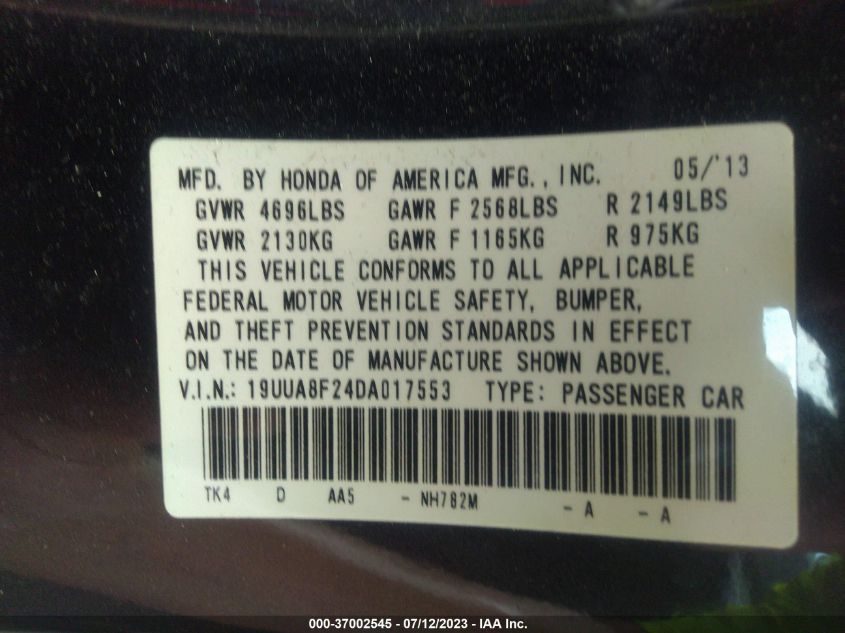 MFD. BY HONDA OF AMERICA MFG., INC. 05/'13
GVWR 4696LBS GAWR F 2568LBS R 2149LBS
GVWR 2130KG GAWR F 1165KG R 975KG
THIS VEHICLE CONFORMS TO ALL APPLICABLE
FEDERAL MOTOR VEHICLE SAFETY, BUMPER,
AND THEFT PREVENTION STANDARDS IN EFFECT
ON THE DATE OF MANUFACTURE SHOWN ABOVE.
V.I.N.: 19UUA8F24DA017553 TYPE: PASSENGER CAR
TK4 D AA5 - NH782M - A - A
000-37002545 - 07/12/2023 - IAA Inc.